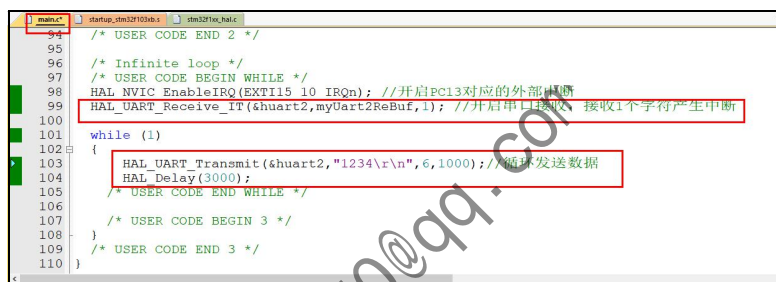 main.c* startup_stm32f103xb.s stm32f1xx_hal.c
94 /* USER CODE END 2 */
95
96 /* Infinite loop */
97 /* USER CODE BEGIN WHILE */
98 HAL_NVIC_EnableIRQ(EXTI15_10_IRQn); //开启PC13对应的外部中断
99 HAL_UART_Receive_IT(&huart2,myUart2ReBuf,1); //开启串口接收，接收1个字符产生中断
100
101 while (1)
102 {
103 HAL_UART_Transmit(&huart2,"1234\r\n",6,1000);//循环发送数据
104 HAL_Delay(3000);
105 /* USER CODE END WHILE */
106
107 /* USER CODE BEGIN 3 */
108 }
109 /* USER CODE END 3 */
110 }
@qq.com